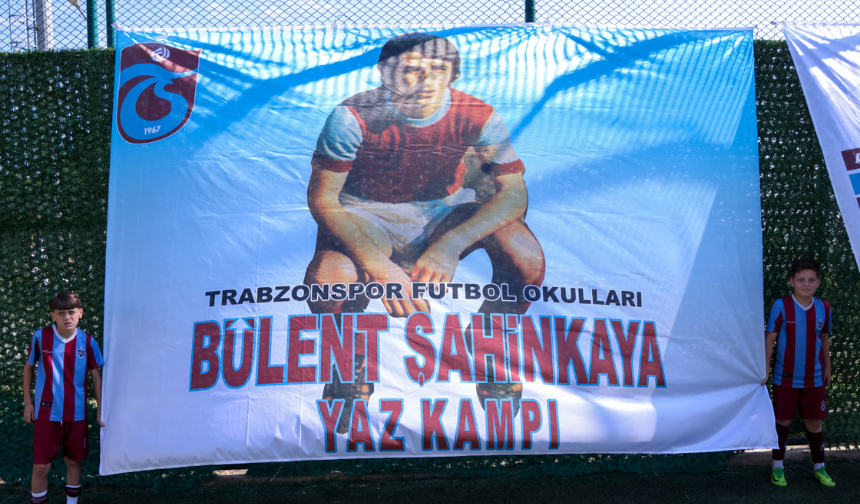 1967
TRABZONSPOR FUTBOL OKULLARI
BÜLENT ŞAHİNKAYA
YAZ KAMPI